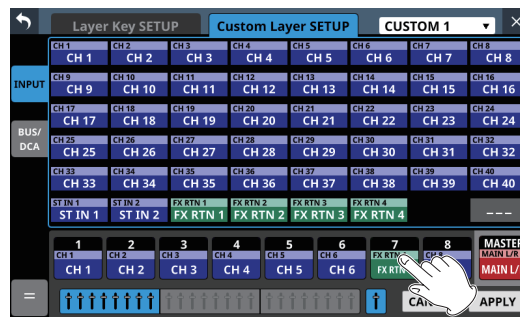 Layer Key SETUP Custom Layer SETUP CUSTOM 1
CH 1 CH 2 CH 3 CH 4 CH 5 CH 6 CH 7 CH 8
CH 1 CH 2 CH 3 CH 4 CH 5 CH 6 CH 7 CH 8
INPUT
CH 9 CH 10 CH 11 CH 12 CH 13 CH 14 CH 15 CH 16
CH 9 CH 10 CH 11 CH 12 CH 13 CH 14 CH 15 CH 16
CH 17 CH 18 CH 19 CH 20 CH 21 CH 22 CH 23 CH 24
CH 17 CH 18 CH 19 CH 20 CH 21 CH 22 CH 23 CH 24
BUS/
DCA
CH 25 CH 26 CH 27 CH 28 CH 29 CH 30 CH 31 CH 32
CH 25 CH 26 CH 27 CH 28 CH 29 CH 30 CH 31 CH 32
CH 33 CH 34 CH 35 CH 36 CH 37 CH 38 CH 39 CH 40
CH 33 CH 34 CH 35 CH 36 CH 37 CH 38 CH 39 CH 40
ST IN 1 ST IN 2 FX RTN 1 FX RTN 2 FX RTN 3 FX RTN 4
ST IN 1 ST IN 2 FX RTN 1 FX RTN 2 FX RTN 3 FX RTN 4 ---
1 2 3 4 5 6 7 8 MASTER
CH 1 CH 2 CH 3 CH 4 CH 5 CH 6 FX RTN MAIN L/R
CH 1 CH 2 CH 3 CH 4 CH 5 CH 6 FX RTN MAIN L/
APPLY